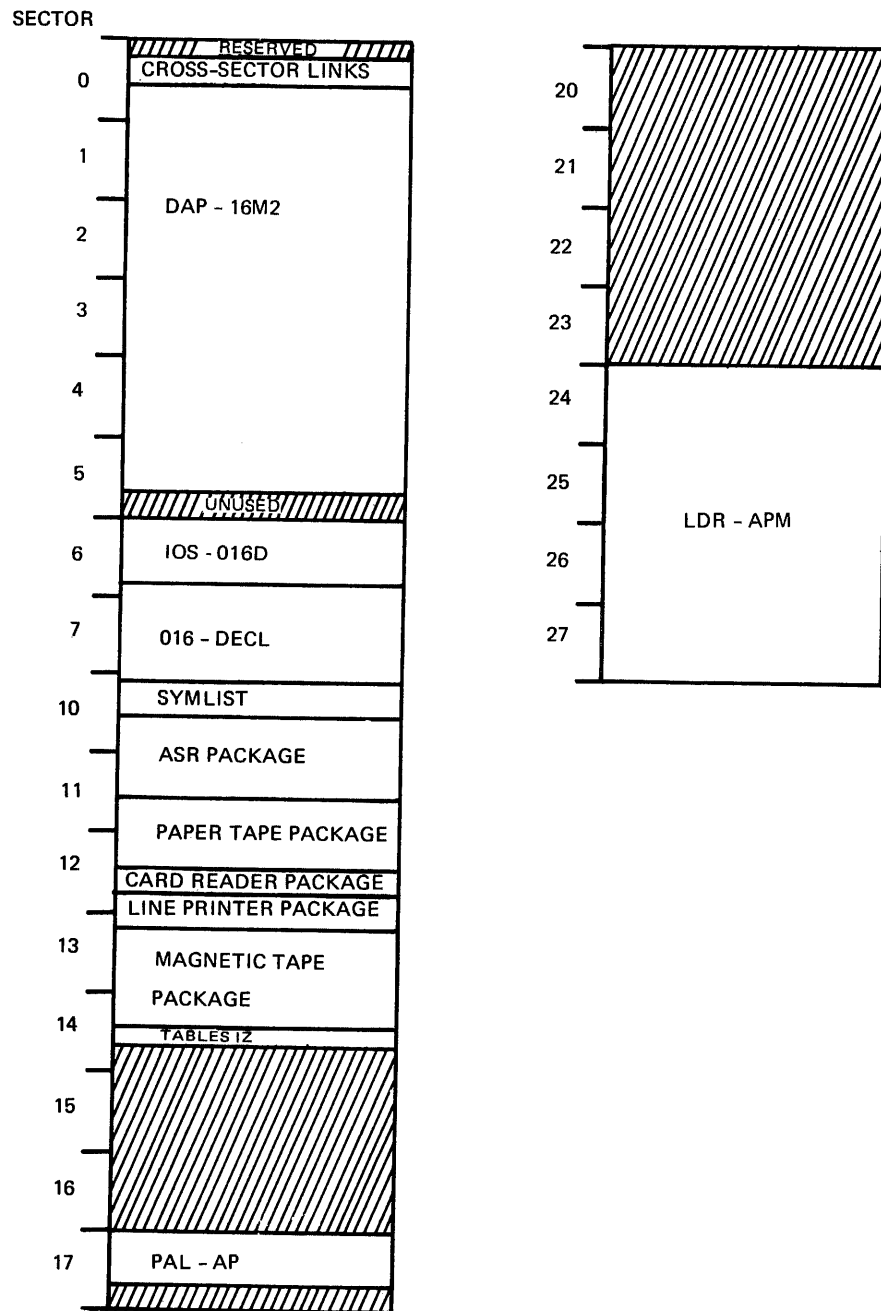 SECTOR
RESERVED
0
CROSS-SECTOR LINKS
1
DAP - 16M2
2
3
4
5
UNUSED
6
IOS - 016D
7
016 - DECL
10
SYMLIST
ASR PACKAGE
11
PAPER TAPE PACKAGE
12
CARD READER PACKAGE
LINE PRINTER PACKAGE
13
MAGNETIC TAPE
PACKAGE
14
TABLES IZ
15
16
17
PAL - AP
20
21
22
23
24
25
LDR - APM
26
27